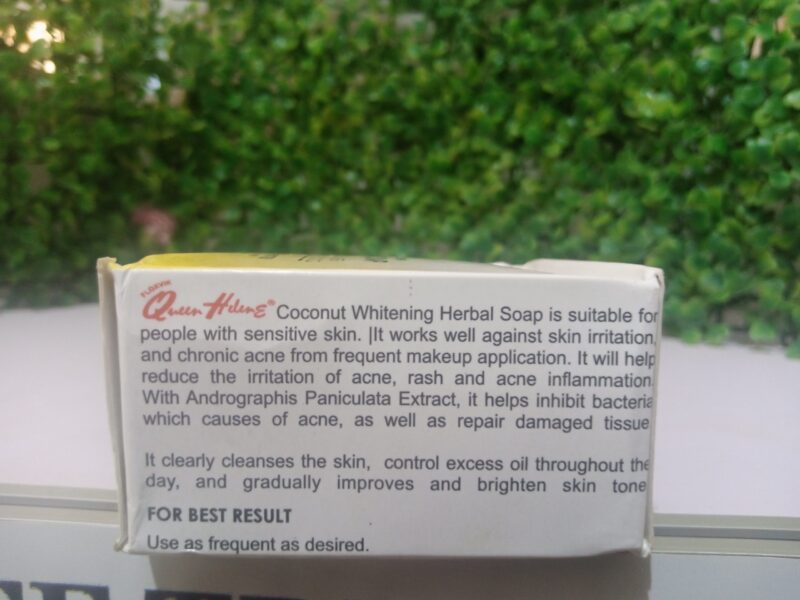 FLOXVIR
Queen Helene® Coconut Whitening Herbal Soap is suitable for
people with sensitive skin. |It works well against skin irritation,
and chronic acne from frequent makeup application. It will help
reduce the irritation of acne, rash and acne inflammation.
With Andrographis Paniculata Extract, it helps inhibit bacteria
which causes of acne, as well as repair damaged tissue
It clearly cleanses the skin, control excess oil throughout the
day, and gradually improves and brighten skin tone
FOR BEST RESULT
Use as frequent as desired.